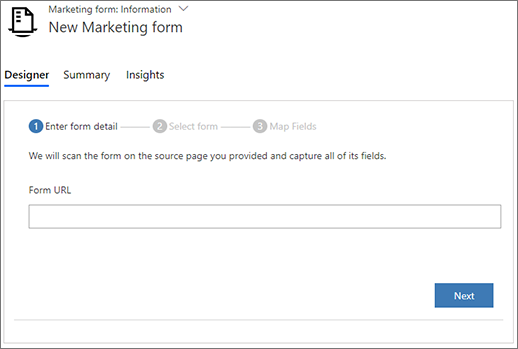 Marketing form: Information
New Marketing form
Designer Summary Insights
1 Enter form detail 2 Select form 3 Map Fields
We will scan the form on the source page you provided and capture all of its fields.
Form URL
Next